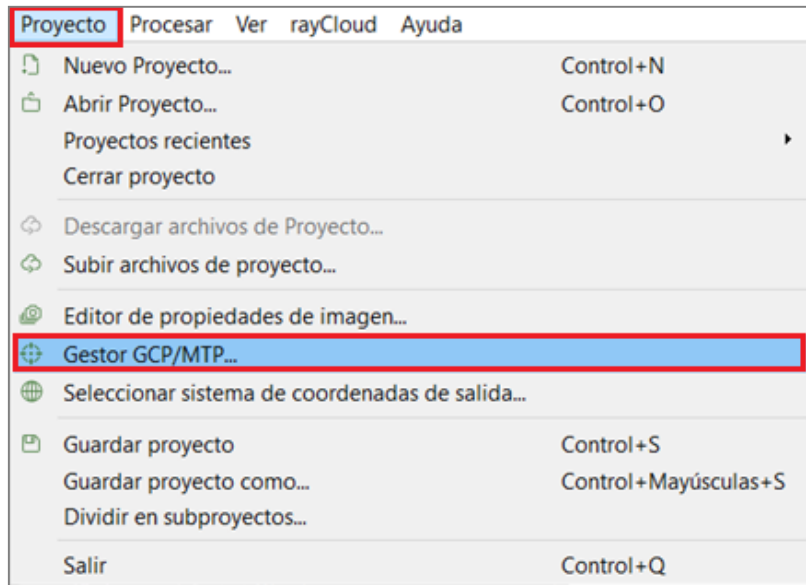 Proyecto Procesar Ver rayCloud Ayuda
Nuevo Proyecto... Control+N
Abrir Proyecto... Control+O
Proyectos recientes
Cerrar proyecto
Descargar archivos de Proyecto...
Subir archivos de proyecto...
Editor de propiedades de imagen...
Gestor GCP/MTP...
Seleccionar sistema de coordenadas de salida...
Guardar proyecto Control+S
Guardar proyecto como... Control+Mayúsculas+S
Dividir en subproyectos...
Salir Control+Q